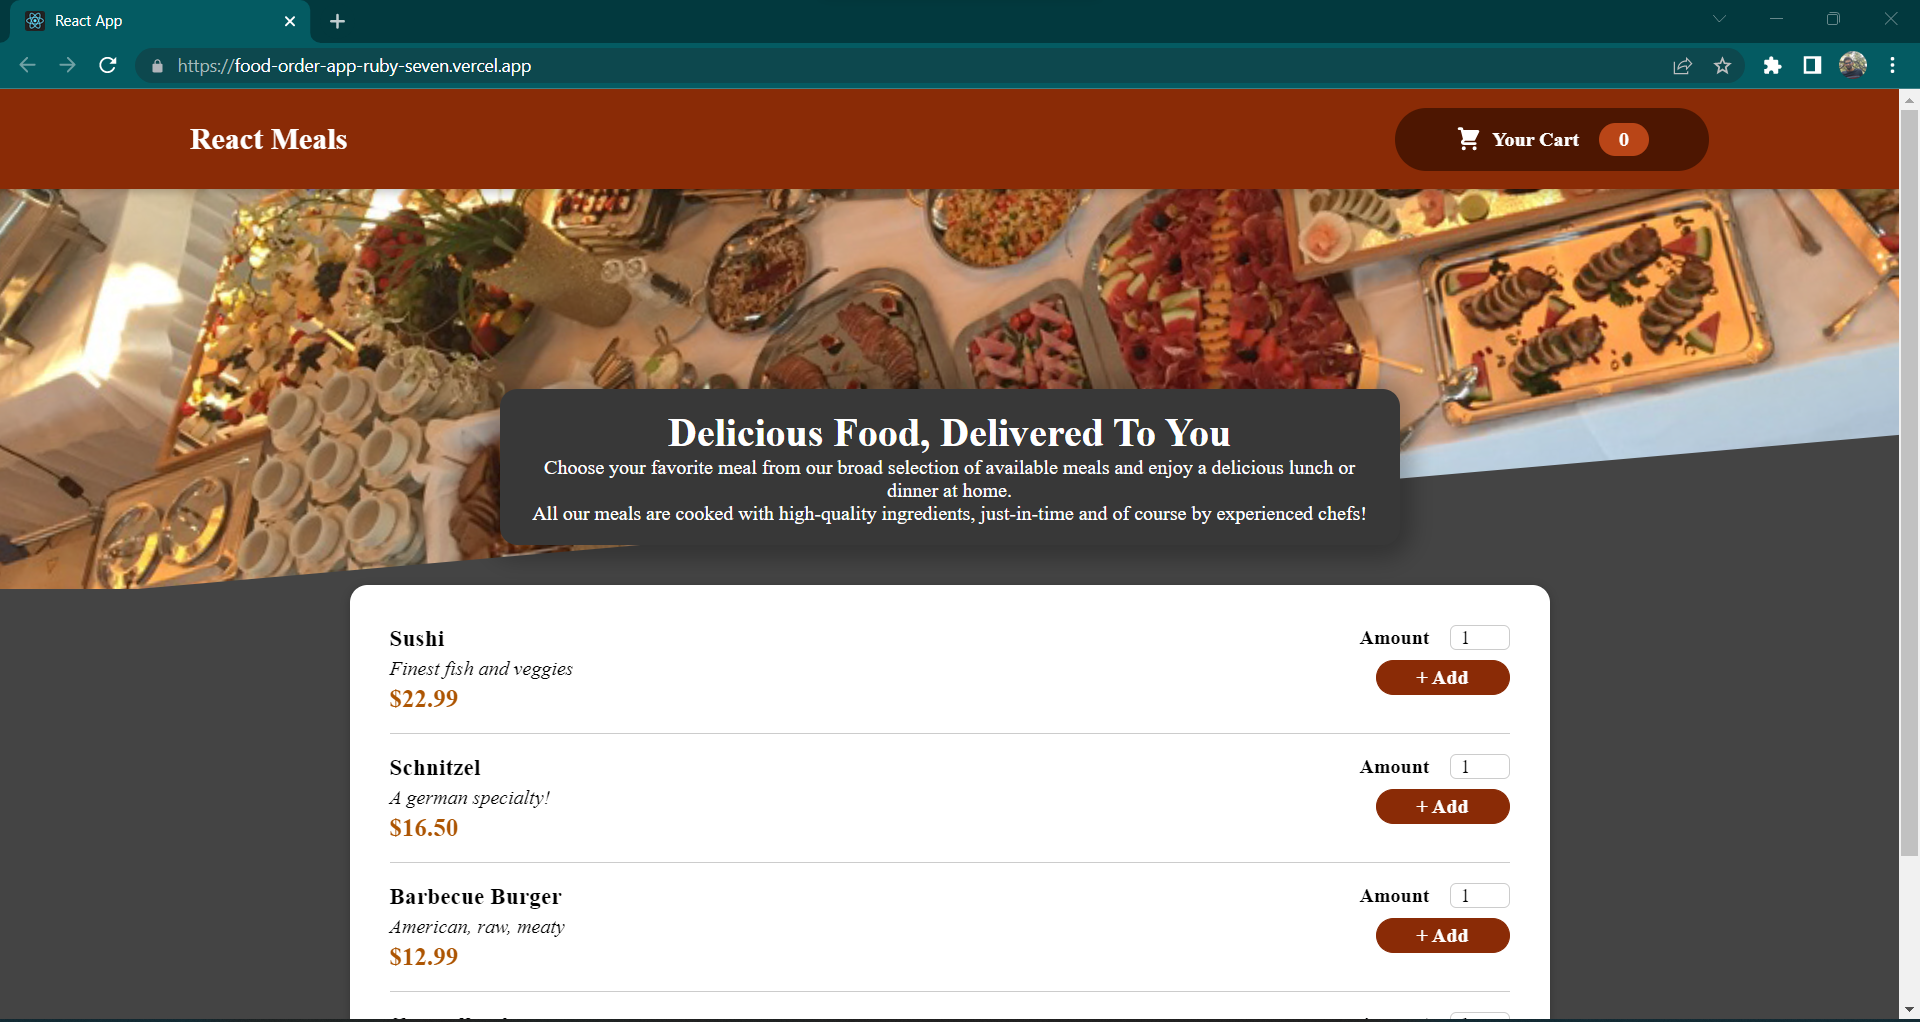 React App
https://food-order-app-ruby-seven.vercel.app
React Meals
Your Cart 0
Delicious Food, Delivered To You
Choose your favorite meal from our broad selection of available meals and enjoy a delicious lunch or
dinner at home.
All our meals are cooked with high-quality ingredients, just-in-time and of course by experienced chefs!
Sushi
Amount 1
Finest fish and veggies
+ Add
$22.99
Schnitzel
Amount 1
A german specialty!
+ Add
$16.50
Barbecue Burger
Amount 1
American, raw, meaty
+ Add
$12.99